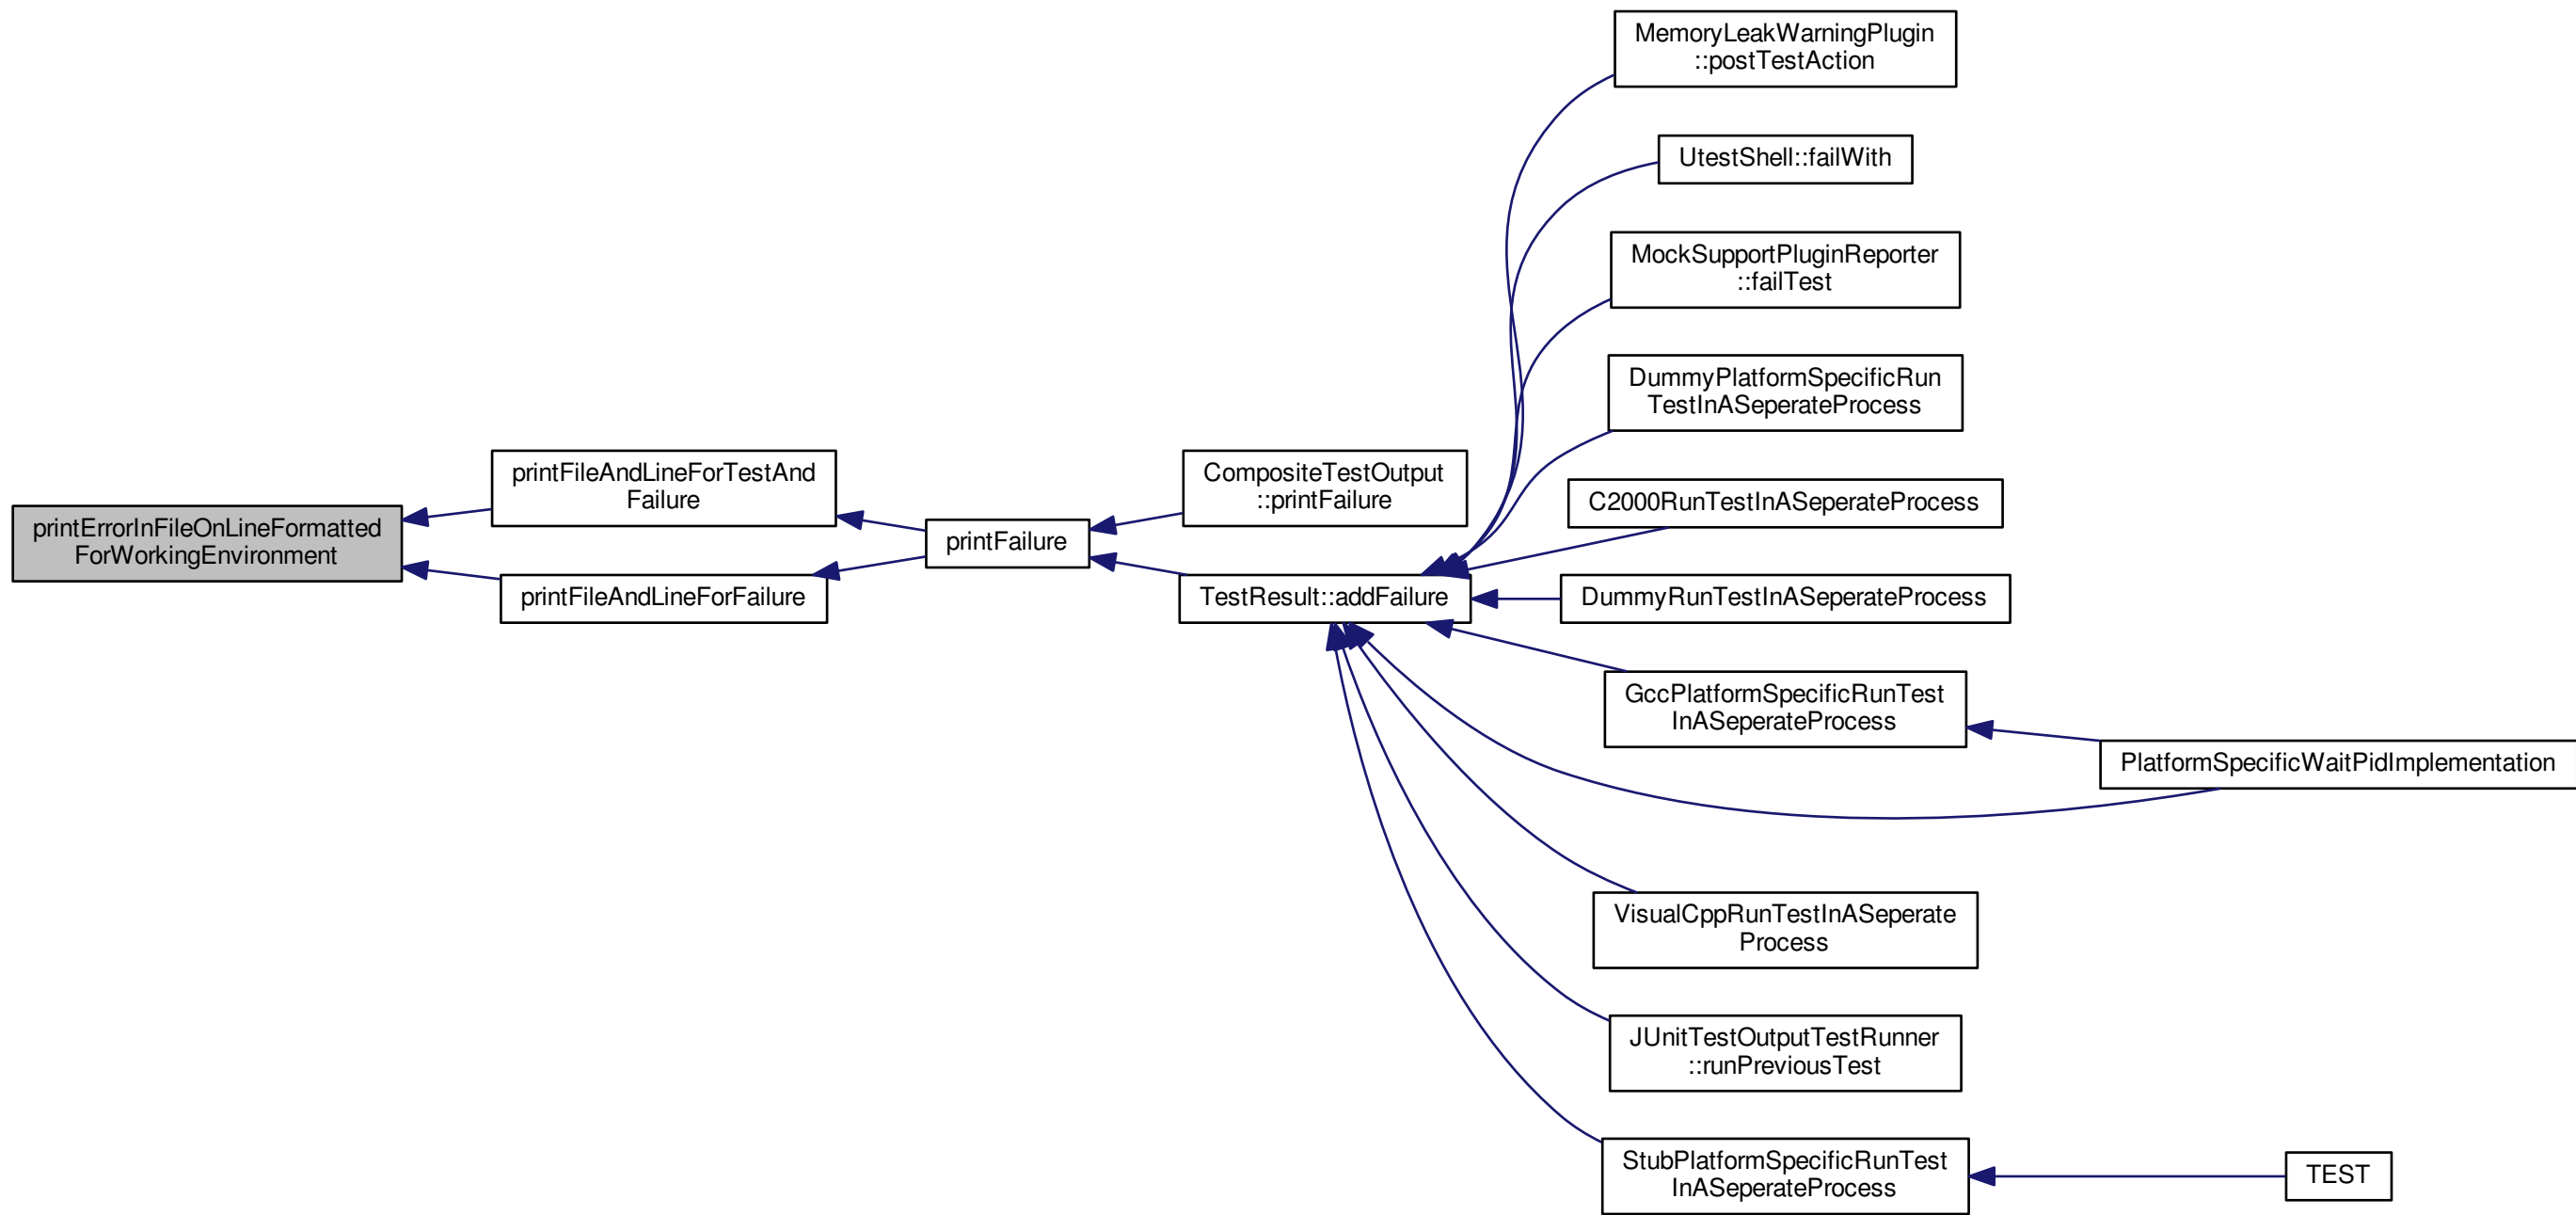 printErrorInFileOnLineFormatted
ForWorkingEnvironment
printFileAndLineForTestAnd
Failure
printFileAndLineForFailure
printFailure
CompositeTestOutput
::printFailure
TestResult::addFailure
MemoryLeakWarningPlugin
::postTestAction
UtestShell::failWith
MockSupportPluginReporter
::failTest
DummyPlatformSpecificRun
TestInASeperateProcess
C2000RunTestInASeperateProcess
DummyRunTestInASeperateProcess
GccPlatformSpecificRunTest
InASeperateProcess
PlatformSpecificWaitPidImplementation
VisualCppRunTestInASeperate
Process
JUnitTestOutputTestRunner
::runPreviousTest
StubPlatformSpecificRunTest
InASeperateProcess
TEST